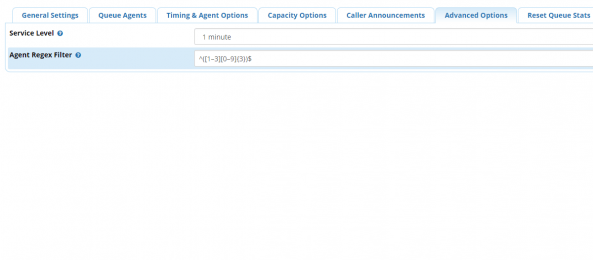 General Settings Queue Agents Timing & Agent Options Capacity Options Caller Announcements Advanced Options Reset Queue Stats
Service Level
1 minute
Agent Regex Filter
^([1–3][0–9]{3})$